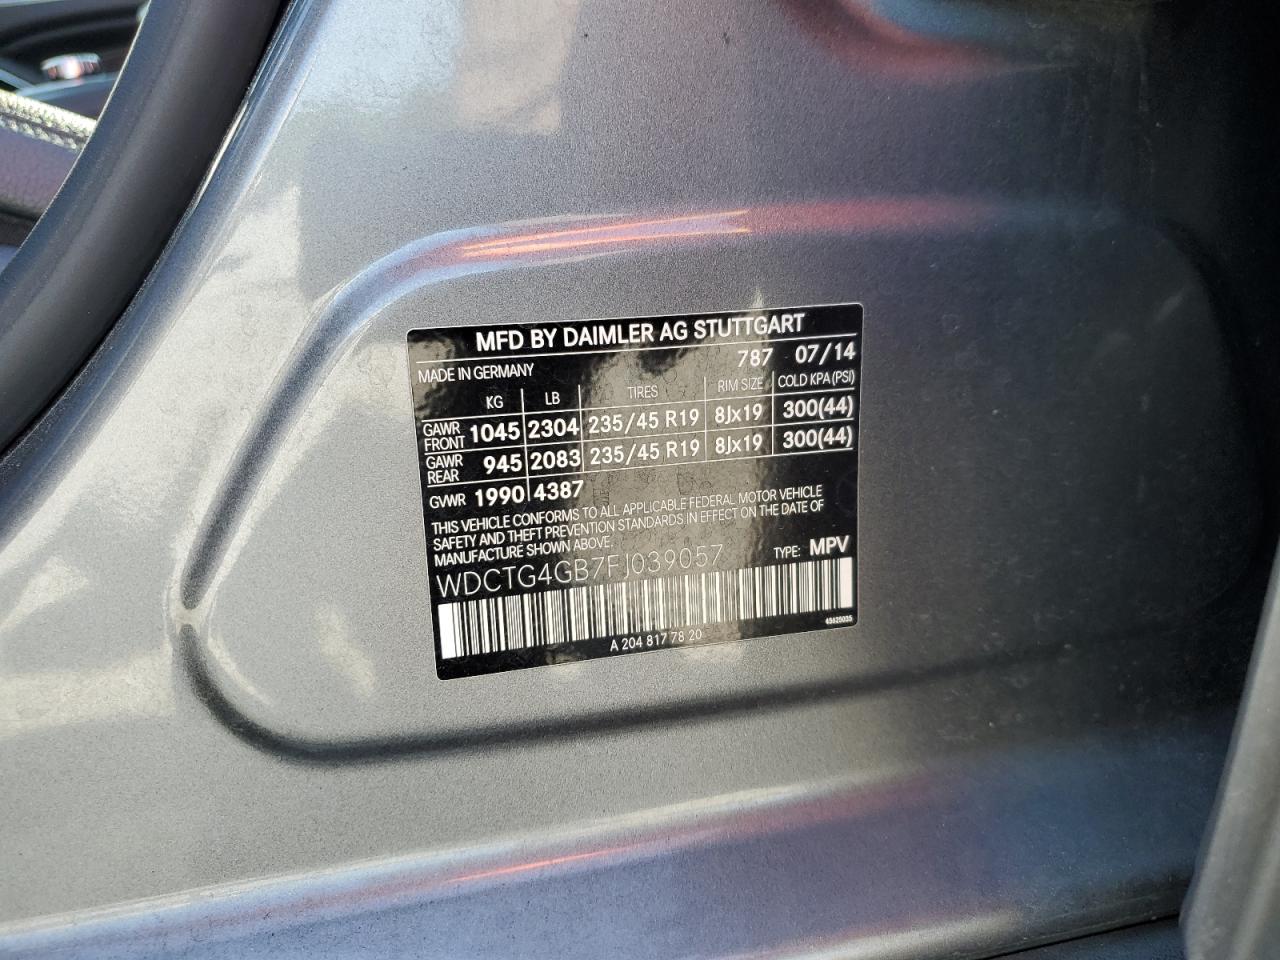 MFD BY DAIMLER AG STUTTGART
787 07/14
MADE IN GERMANY
KG LB TIRES RIM SIZE COLD KPA (PSI)
GAWR FRONT 1045 2304 235/45 R19 8Jx19 300(44)
GAWR REAR 945 2083 235/45 R19 8Jx19 300(44)
GVWR 1990 4387
THIS VEHICLE CONFORMS TO ALL APPLICABLE FEDERAL MOTOR VEHICLE
SAFETY AND THEFT PREVENTION STANDARDS IN EFFECT ON THE DATE OF
MANUFACTURE SHOWN ABOVE.
TYPE: MPV
WDCTG4GB7FJ039057
A 204 817 78 20